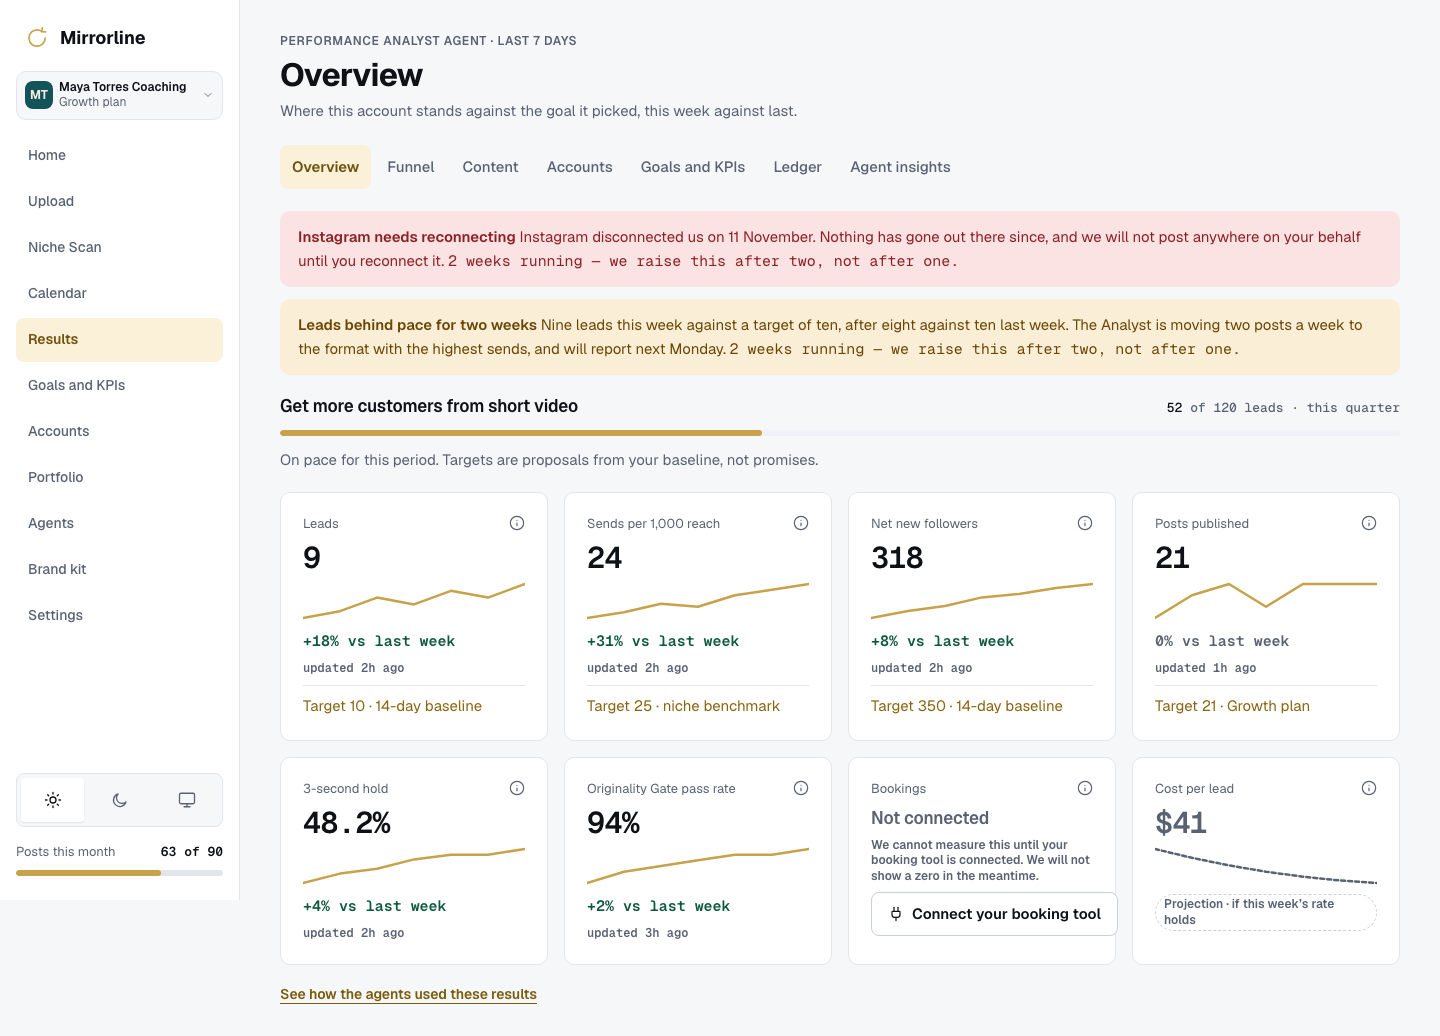 Mirrorline
MT
Maya Torres Coaching
Growth plan
Home
Upload
Niche Scan
Calendar
Results
Goals and KPIs
Accounts
Portfolio
Agents
Brand kit
Settings
Posts this month 63 of 90
PERFORMANCE ANALYST AGENT · LAST 7 DAYS
Overview
Where this account stands against the goal it picked, this week against last.
Overview Funnel Content Accounts Goals and KPIs Ledger Agent insights
Instagram needs reconnecting Instagram disconnected us on 11 November. Nothing has gone out there since, and we will not post anywhere on your behalf
until you reconnect it. 2 weeks running — we raise this after two, not after one.
Leads behind pace for two weeks Nine leads this week against a target of ten, after eight against ten last week. The Analyst is moving two posts a week to
the format with the highest sends, and will report next Monday. 2 weeks running — we raise this after two, not after one.
Get more customers from short video
52 of 120 leads · this quarter
On pace for this period. Targets are proposals from your baseline, not promises.
Leads
9
+18% vs last week
updated 2h ago
Target 10 · 14-day baseline
Sends per 1,000 reach
24
+31% vs last week
updated 2h ago
Target 25 · niche benchmark
Net new followers
318
+8% vs last week
updated 2h ago
Target 350 · 14-day baseline
Posts published
21
0% vs last week
updated 1h ago
Target 21 · Growth plan
3-second hold
48.2%
+4% vs last week
updated 2h ago
Originality Gate pass rate
94%
+2% vs last week
updated 3h ago
Bookings
Not connected
We cannot measure this until your
booking tool is connected. We will not
show a zero in the meantime.
Connect your booking tool
Cost per lead
$41
Projection · if this week's rate
holds
See how the agents used these results